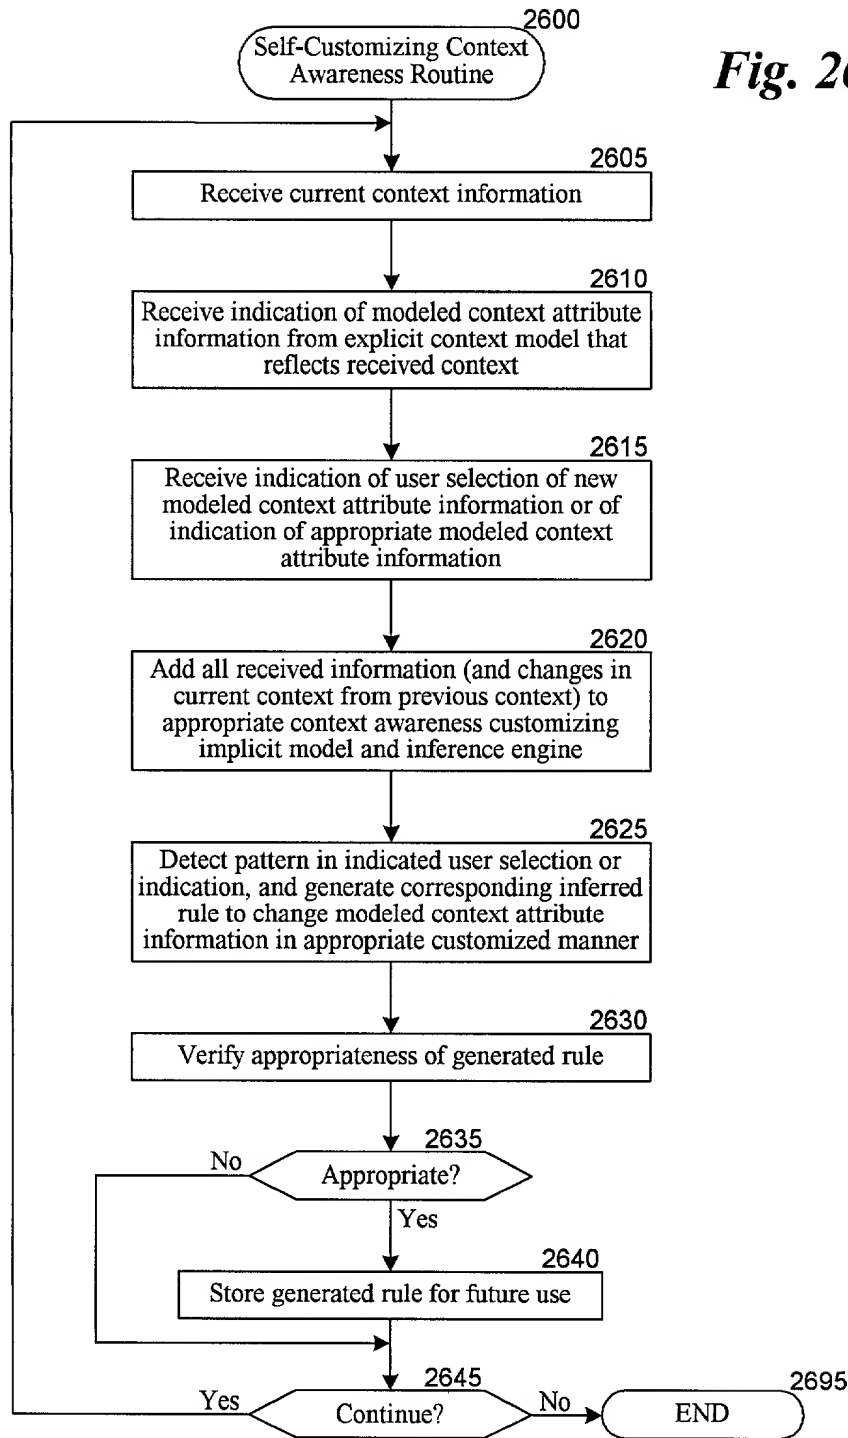 2600
Self-Customizing Context
Awareness Routine
Fig. 26
2605
Receive current context information
2610
Receive indication of modeled context attribute
information from explicit context model that
reflects received context
2615
Receive indication of user selection of new
modeled context attribute information or of
indication of appropriate modeled context
attribute information
2620
Add all received information (and changes in
current context from previous context) to
appropriate context awareness customizing
implicit model and inference engine
2625
Detect pattern in indicated user selection or
indication, and generate corresponding inferred
rule to change modeled context attribute
information in appropriate customized manner
2630
Verify appropriateness of generated rule
2635
No
Appropriate?
Yes
2640
Store generated rule for future use
2645
Yes
Continue?
No
2695
END